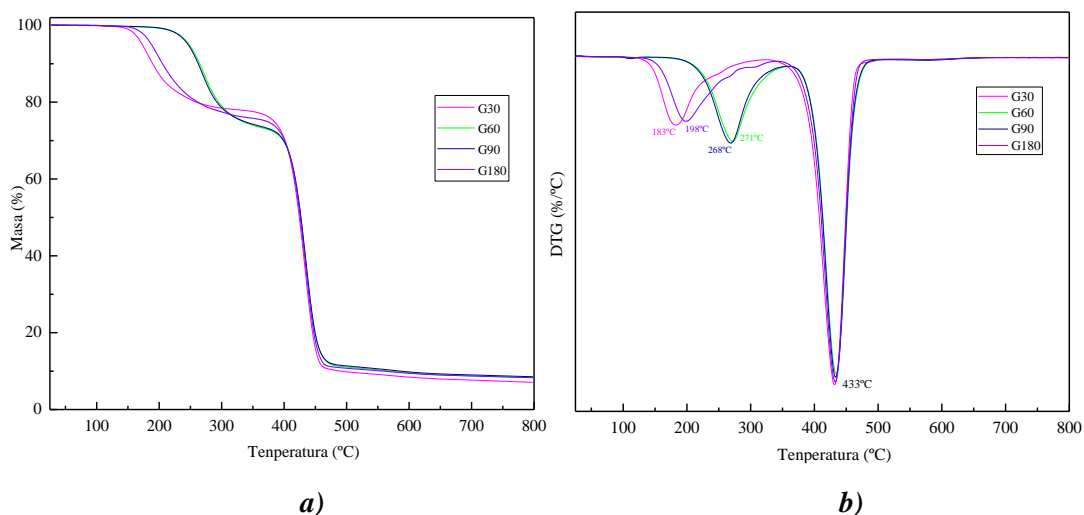 100
80
60
40
20
0
Masa (%)
100
200
300
400
500
600
700
800
Tenperatura (ºC)
G30
G60
G90
G180
a)
DTG (%/ºC)
183ºC
198ºC
268ºC
271ºC
433ºC
G30
G60
G90
G180
100
200
300
400
500
600
700
800
Tenperatura (ºC)
b)